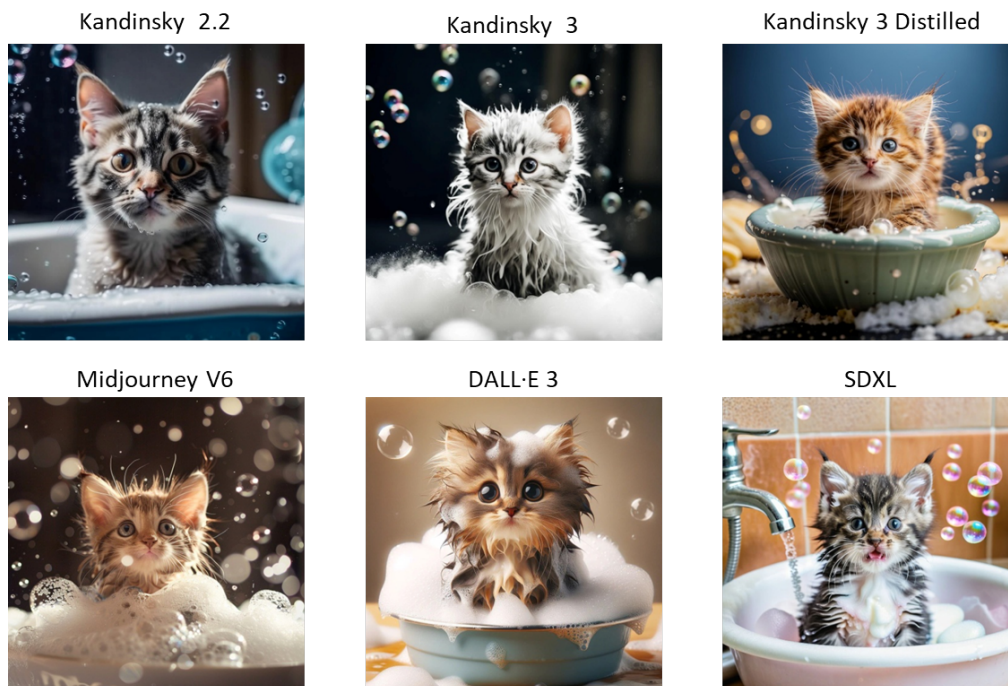 Kandinsky 2.2
Kandinsky 3
Kandinsky 3 Distilled
Midjourney V6
DALL·E 3
SDXL